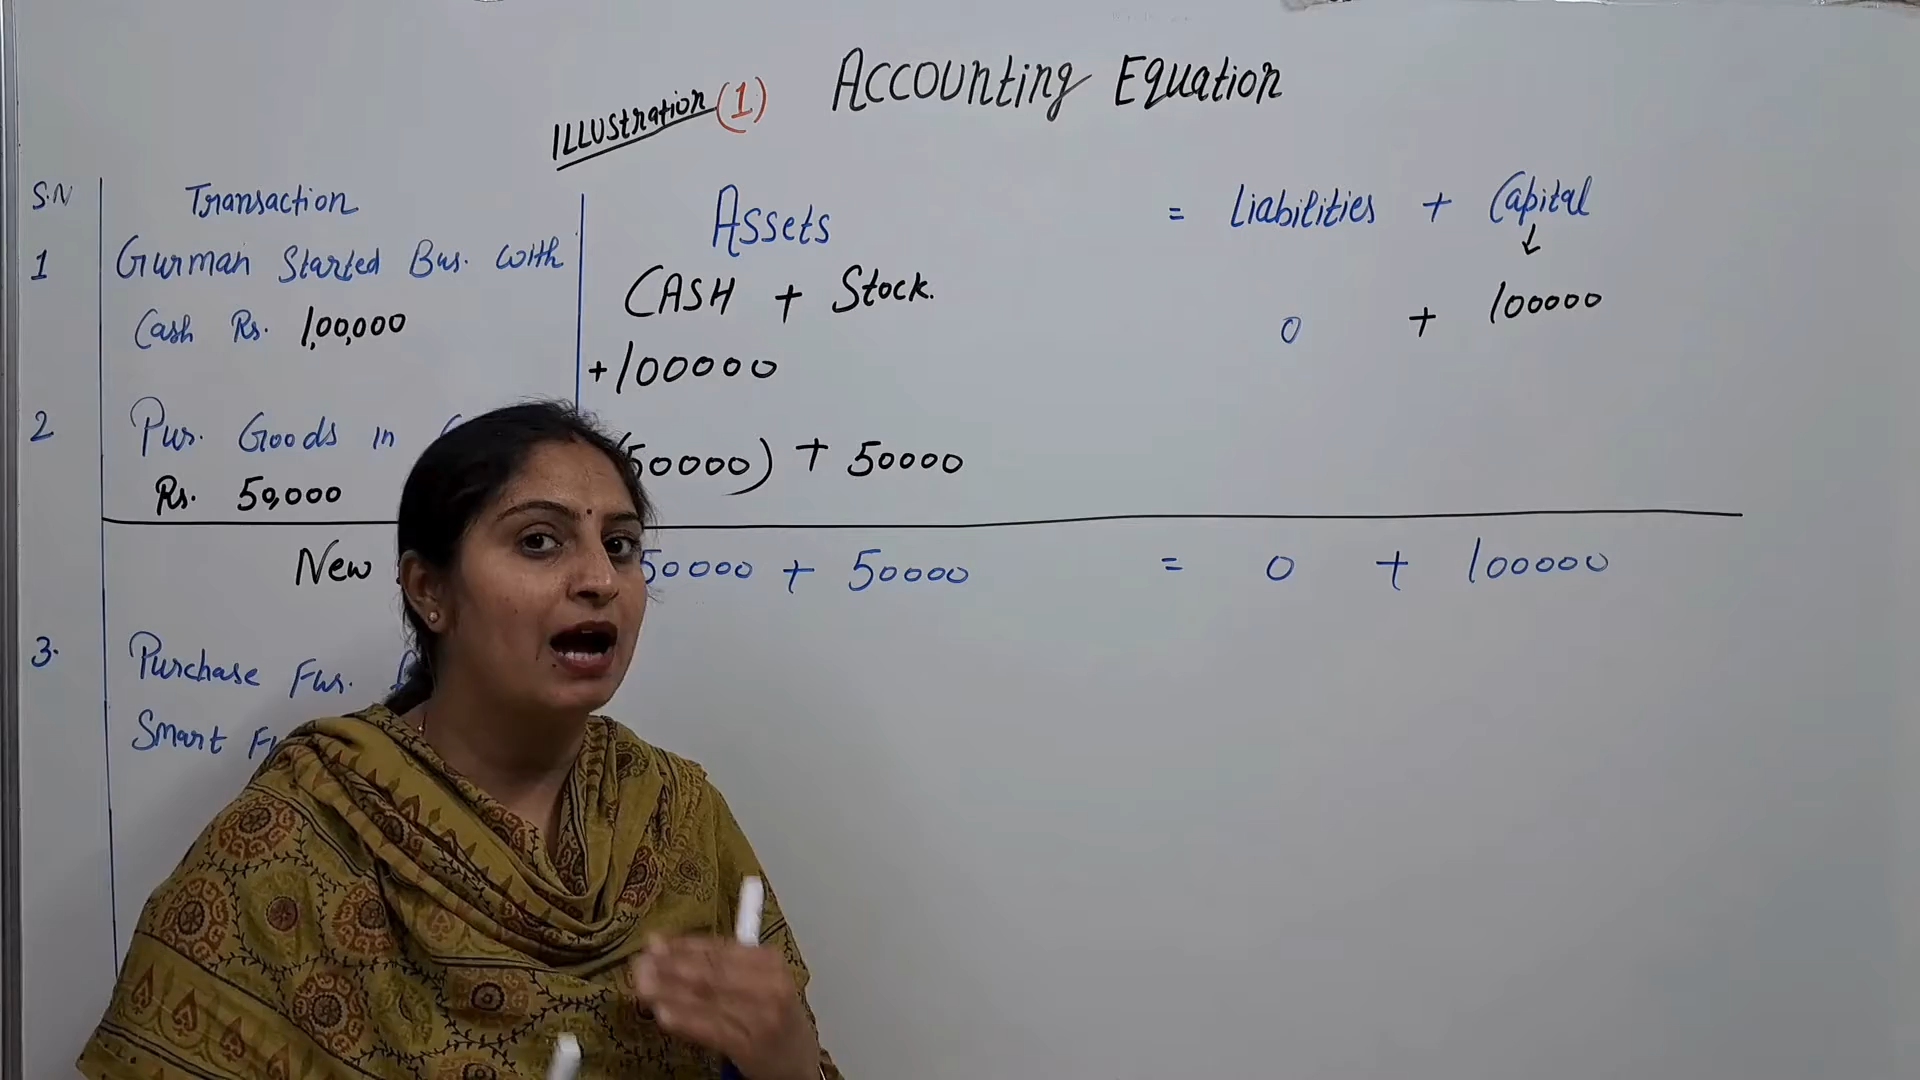 ILLUStration (1) Accounting Equation
S.N Transaction Assets = Liabilities + Capital
1 Gurman Started Bus. with CASH + Stock. ↓
Cash Rs. 1,00,000 0 + 100000
+100000
2 Pur. Goods in (50000) + 50000
Rs. 50,000
New 50000 + 50000 = 0 + 100000
3. Purchase Fur.
Smart